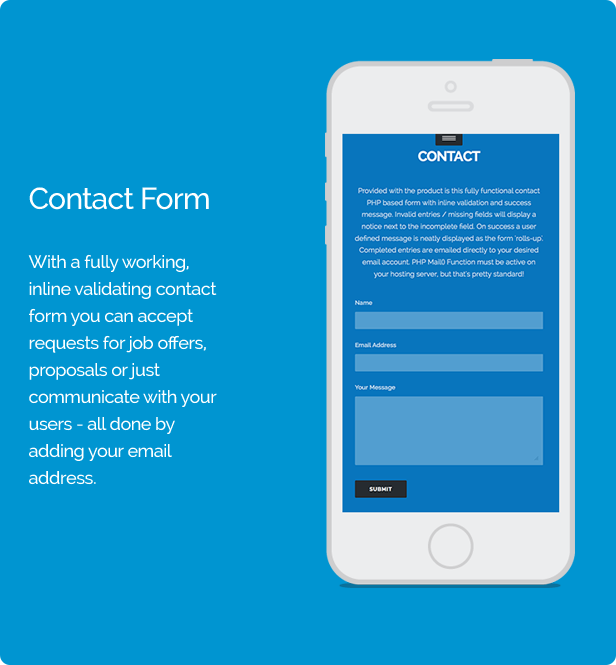 Contact Form
With a fully working,
inline validating contact
form you can accept
requests for job offers,
proposals or just
communicate with your
users - all done by
adding your email
address.
CONTACT
Provided with the product is this fully functional contact
PHP based form with inline validation and success
message. Invalid entries / missing fields will display a
notice next to the incomplete field. On success a user
defined message is neatly displayed as the form 'rolls-up'.
Completed entries are emailed directly to your desired
email account. PHP Mail() Function must be active on
your hosting server, but that's pretty standard!
Name
Email Address
Your Message
SUBMIT